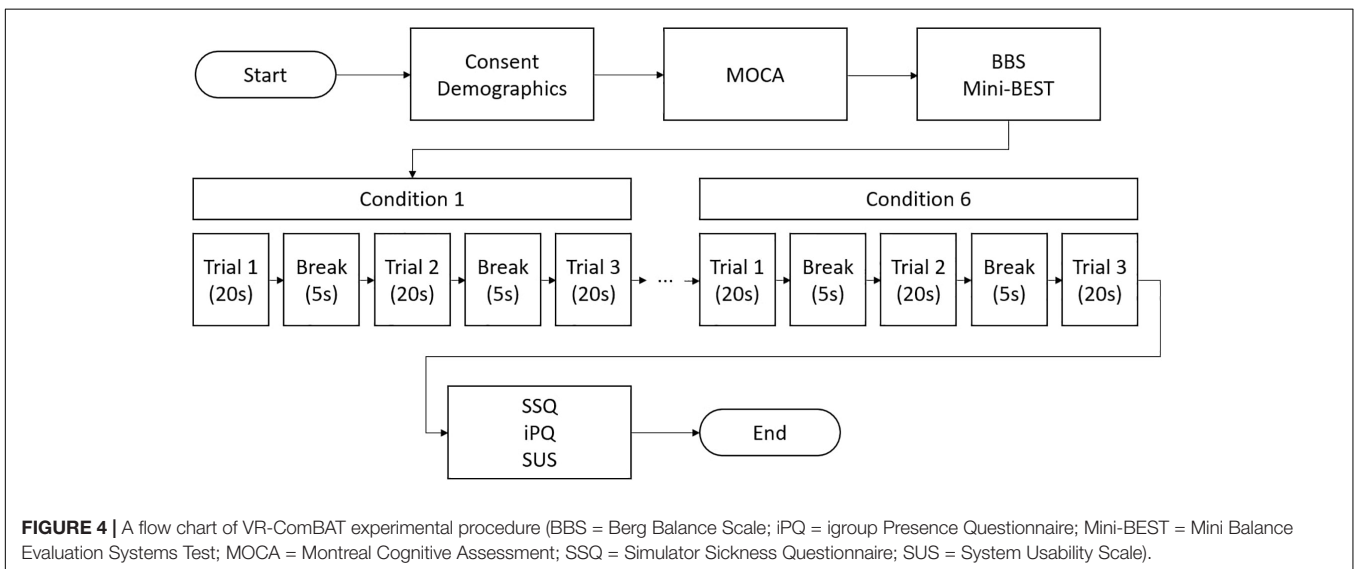 Start
Consent
Demographics
MOCA
BBS
Mini-BEST
Condition 1
Condition 6
Trial 1
(20s)
Break
(5s)
Trial 2
(20s)
Break
(5s)
Trial 3
(20s)
...
Trial 1
(20s)
Break
(5s)
Trial 2
(20s)
Break
(5s)
Trial 3
(20s)
SSQ
iPQ
SUS
End
FIGURE 4 | A flow chart of VR-ComBAT experimental procedure (BBS = Berg Balance Scale; iPQ = igroup Presence Questionnaire; Mini-BEST = Mini Balance
Evaluation Systems Test; MOCA = Montreal Cognitive Assessment; SSQ = Simulator Sickness Questionnaire; SUS = System Usability Scale).